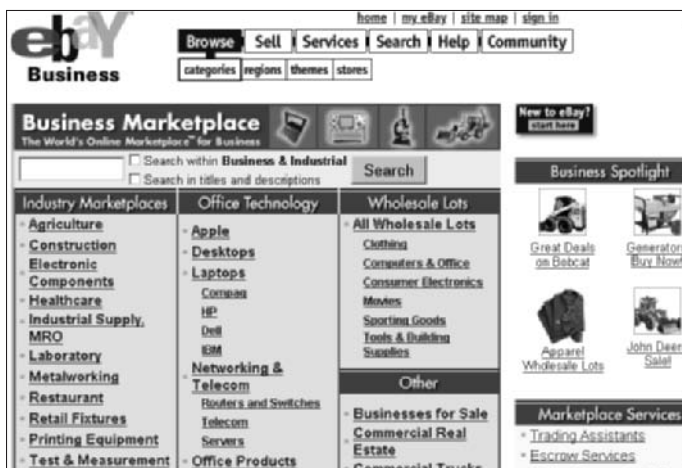 home | my eBay | site map | sign in
ebaY
Business
Browse Sell Services Search Help Community
categories regions themes stores
Business Marketplace
The World's Online Marketplace™ for Business
New to eBay?
start here
Search within Business & Industrial
Search in titles and descriptions
Search
Industry Marketplaces
Agriculture
Construction
Electronic
Components
Healthcare
Industrial Supply,
MRO
Laboratory
Metalworking
Restaurant
Retail Fixtures
Printing Equipment
Test & Measurement
Office Technology
Apple
Desktops
Laptops
Compaq
HP
Dell
IBM
Networking &
Telecom
Routers and Switches
Telecom
Servers
Office Products
Wholesale Lots
All Wholesale Lots
Clothing
Computers & Office
Consumer Electronics
Movies
Sporting Goods
Tools & Building
Supplies
Other
Businesses for Sale
Commercial Real
Estate
Commercial Trucks
Business Spotlight
Great Deals
on Bobcat
Generator
Buy Now!
Apparel
Wholesale Lots
John Deer
Sale!
Marketplace Services
Trading Assistants
Escrow Services